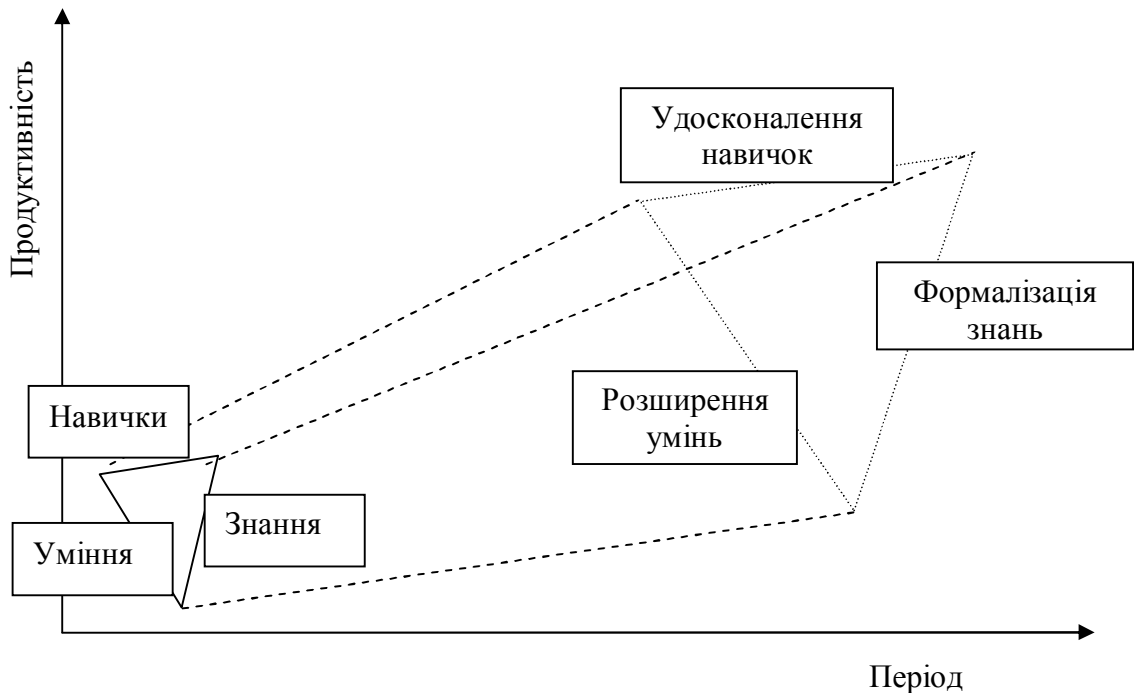 Продуктивність
Удосконалення
навичок
Формалізація
знань
Розширення
умінь
Навички
Знання
Уміння
Період